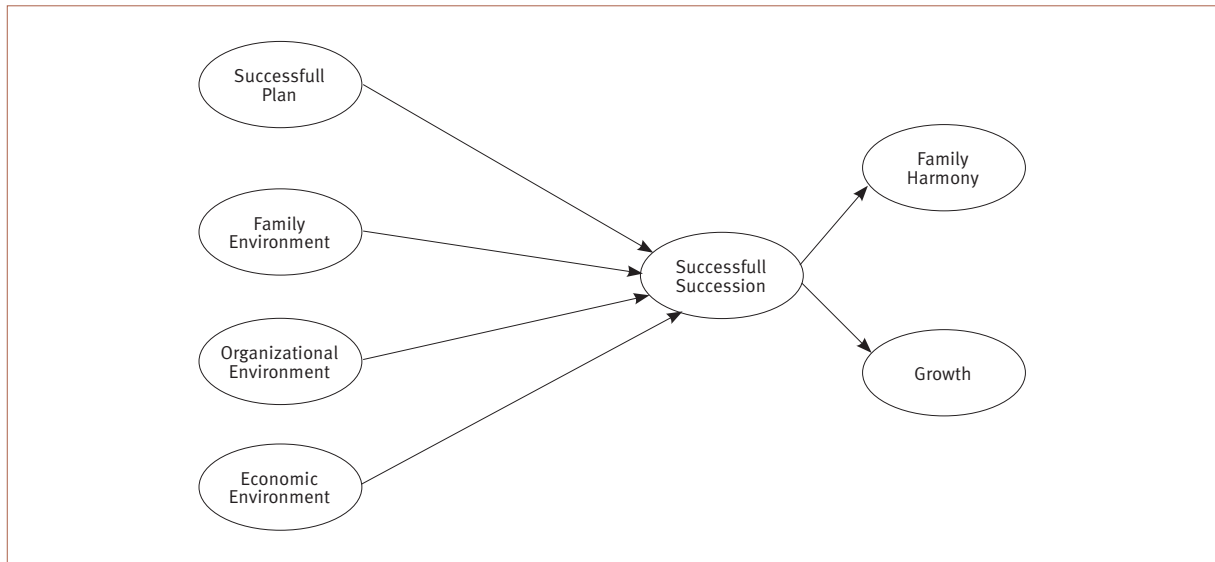 Successfull
Plan
Family
Environment
Organizational
Environment
Economic
Environment
Successfull
Succession
Family
Harmony
Growth